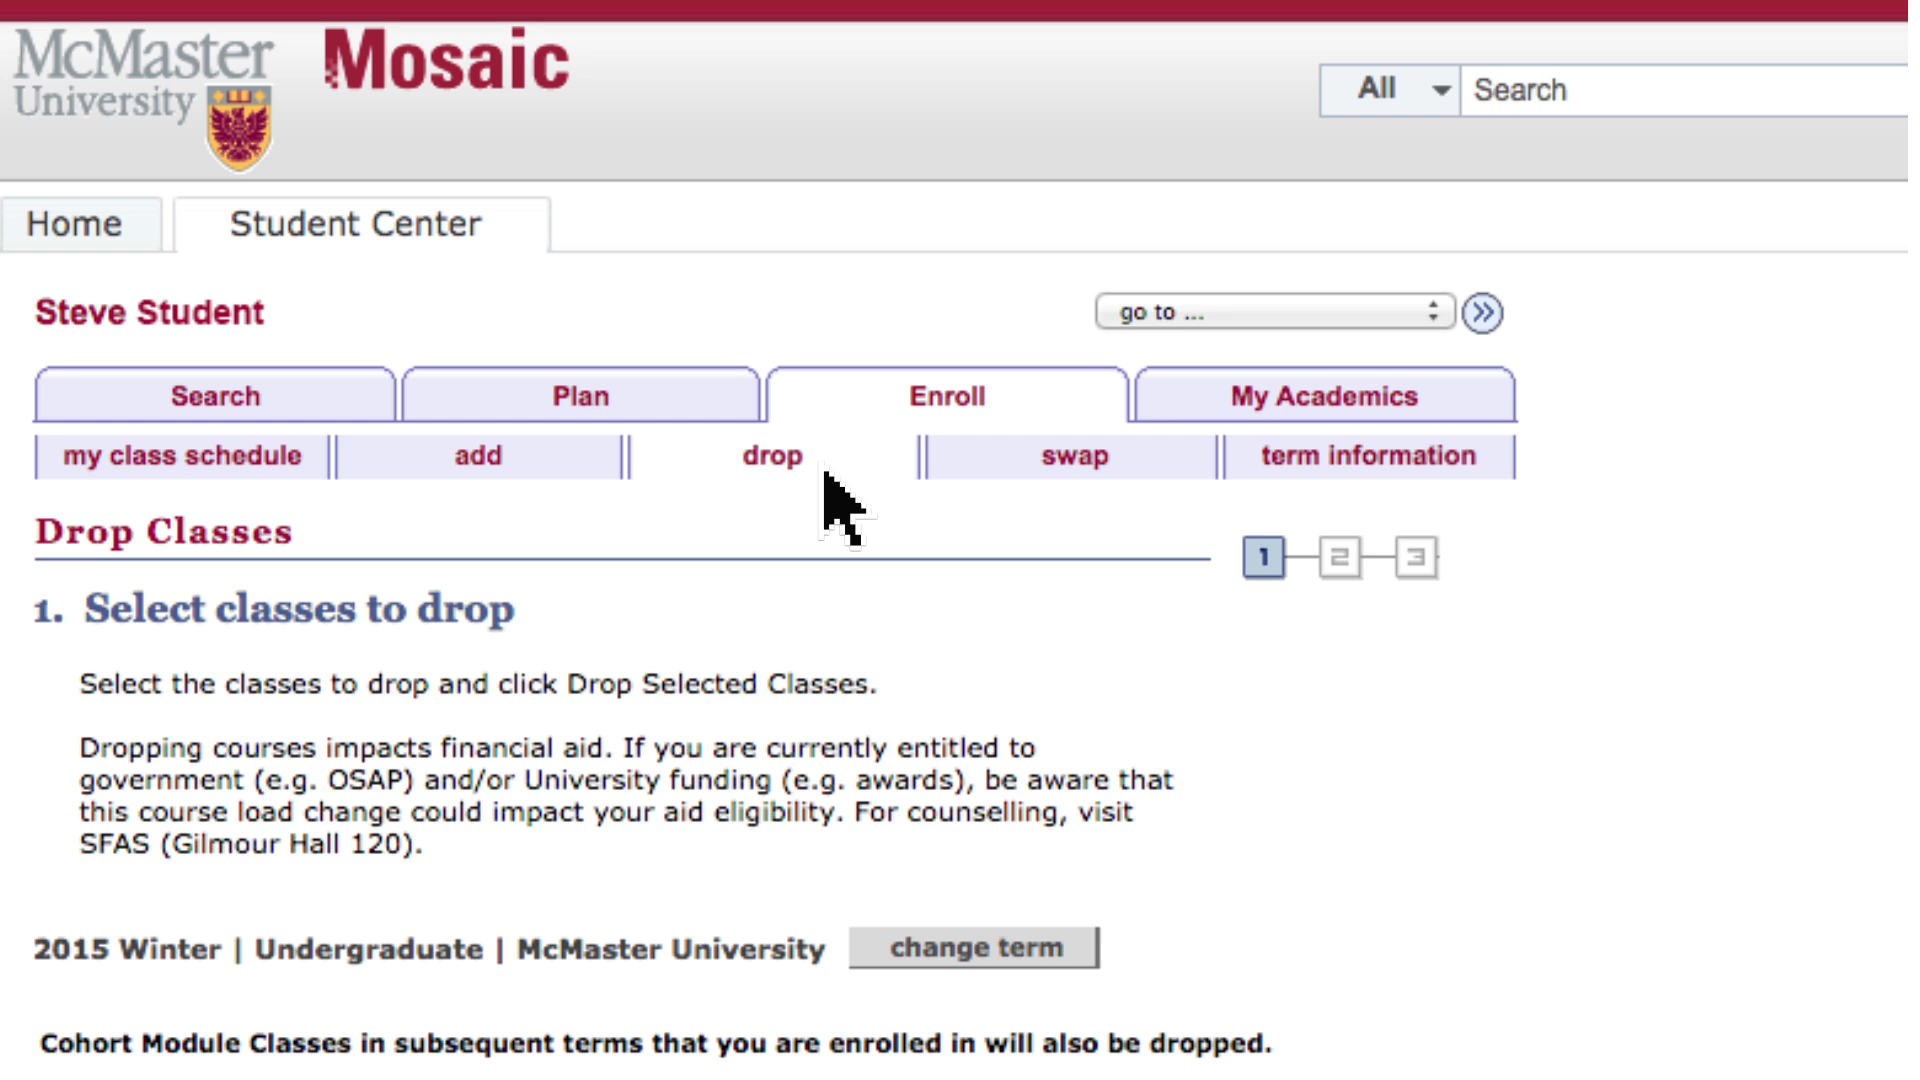 McMaster
University
Mosaic
All
Search
Home
Student Center
Steve Student
go to ...
Search
Plan
Enroll
My Academics
my class schedule
add
drop
swap
term information
Drop Classes
1
2
3
1. Select classes to drop
Select the classes to drop and click Drop Selected Classes.
Dropping courses impacts financial aid. If you are currently entitled to
government (e.g. OSAP) and/or University funding (e.g. awards), be aware that
this course load change could impact your aid eligibility. For counselling, visit
SFAS (Gilmour Hall 120).
2015 Winter | Undergraduate | McMaster University
change term
Cohort Module Classes in subsequent terms that you are enrolled in will also be dropped.